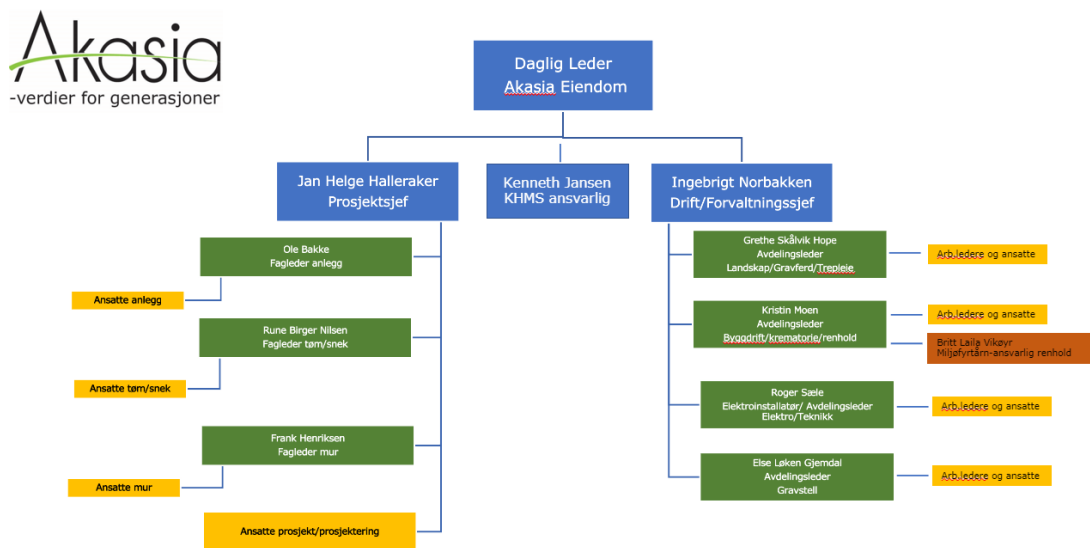 Akasia
-verdier for generasjoner
Daglig Leder
Akasia Eiendom
Jan Helge Halleraker
Prosjektsjef
Kenneth Jansen
KHMS ansvarlig
Ingebrigt Norbakken
Drift/Forvaltningssjef
Ole Bakke
Fagleder anlegg
Ansatte anlegg
Rune Birger Nilsen
Fagleder tøm/snek
Ansatte tøm/snek
Frank Henriksen
Fagleder mur
Ansatte mur
Ansatte prosjekt/prosjektering
Grethe Skålvik Hope
Avdelingsleder
Landskap/Gravferd/Trepleie
Arb.ledere og ansatte
Kristin Moen
Avdelingsleder
Byggdrift/krematorie/renhold
Arb.ledere og ansatte
Britt Laila Vikøyr
Miljøfyrtårn-ansvarlig renhold
Roger Sæle
Elektroinstallatør/ Avdelingsleder
Elektro/Teknikk
Arb.ledere og ansatte
Else Løken Gjemdal
Avdelingsleder
Gravstell
Arb.ledere og ansatte